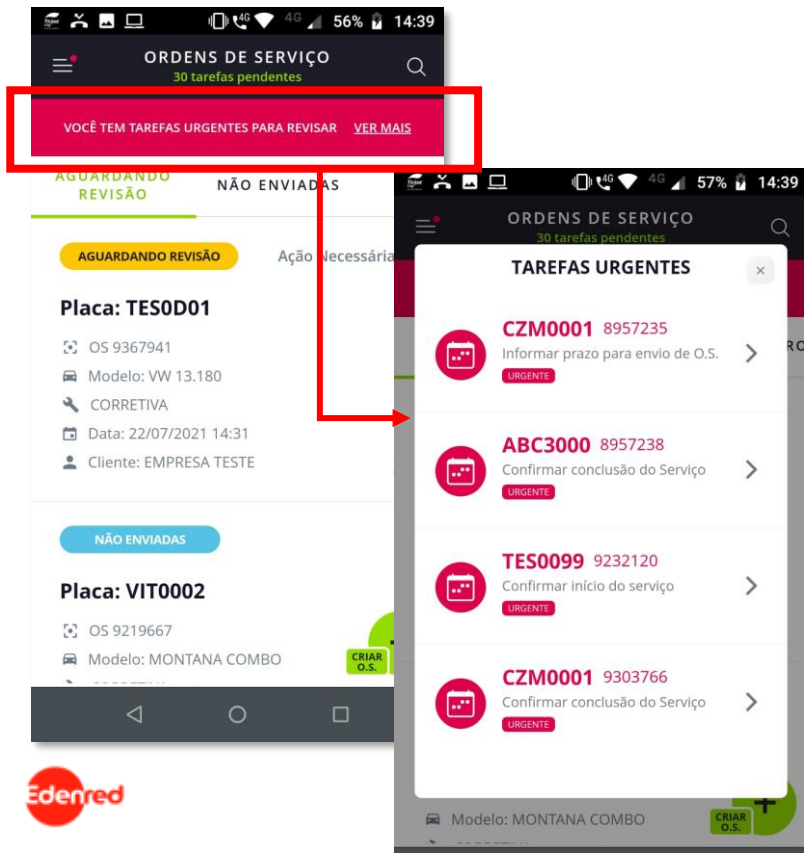 4G 4G 56% 14:39
ORDENS DE SERVIÇO
30 tarefas pendentes
VOCÊ TEM TAREFAS URGENTES PARA REVISAR VER MAIS
AGUARDANDO
REVISÃO
NÃO ENVIADAS
AGUARDANDO REVISÃO Ação Necessária
Placa: TES0D01
OS 9367941
Modelo: VW 13.180
CORRETIVA
Data: 22/07/2021 14:31
Cliente: EMPRESA TESTE
NÃO ENVIADAS
Placa: VIT0002
OS 9219667
Modelo: MONTANA COMBO
CRIAR
O.S.
4G 4G 57% 14:39
ORDENS DE SERVIÇO
30 tarefas pendentes
TAREFAS URGENTES
CZM0001 8957235
Informar prazo para envio de O.S.
URGENTE
ABC3000 8957238
Confirmar conclusão do Serviço
URGENTE
TES0099 9232120
Confirmar início do serviço
URGENTE
CZM0001 9303766
Confirmar conclusão do Serviço
URGENTE
Modelo: MONTANA COMBO
CRIAR
O.S.
Edenred